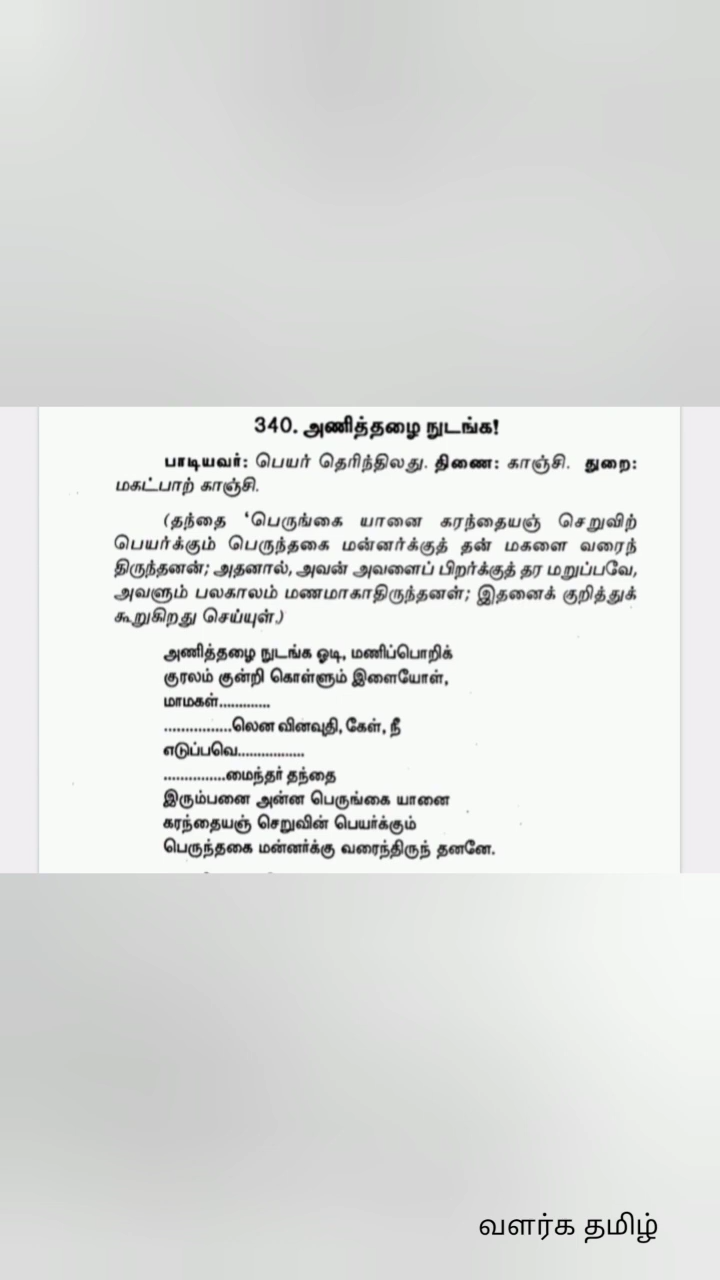 340. அணித்தழை நுடங்க!
பாடியவர்: பெயர் தெரிந்திலது. திணை: காஞ்சி. துறை:
மகட்பாற் காஞ்சி.
(தந்தை ‘பெருங்கை யானை கரந்தையஞ் செறுவிற்
பெயர்க்கும் பெருந்தகை மன்னர்க்குத் தன் மகளை வரைந்
திருந்தனன்; அதனால், அவன் அவளைப் பிறர்க்குத் தர மறுப்பவே,
அவளும் பலகாலம் மணமாகாதிருந்தனள்; இதனைக் குறித்துக்
கூறுகிறது செய்யுள்.)
அணித்தழை நுடங்க ஓடி, மணிப்பொறிக்
குரலம் குன்றி கொள்ளும் இளையோள்,
மாமகள்.............
................லென வினவுதி, கேள், நீ
எடுப்பவெ................
...............மைந்தர் தந்தை
இரும்பனை அன்ன பெருங்கை யானை
கரந்தையஞ் செறுவின் பெயர்க்கும்
பெருந்தகை மன்னர்க்கு வரைந்திருந் தனனே.
வளர்க தமிழ்